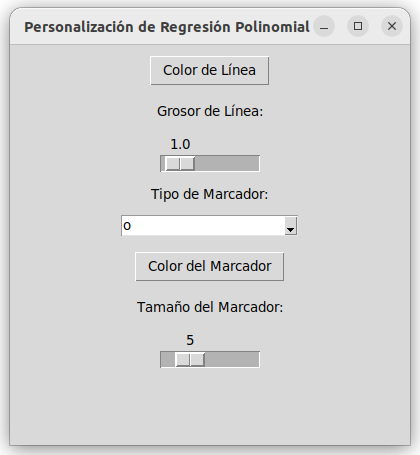 Personalización de Regresión Polinomial
Color de Línea
Grosor de Línea:
1.0
Tipo de Marcador:
o
Color del Marcador
Tamaño del Marcador:
5